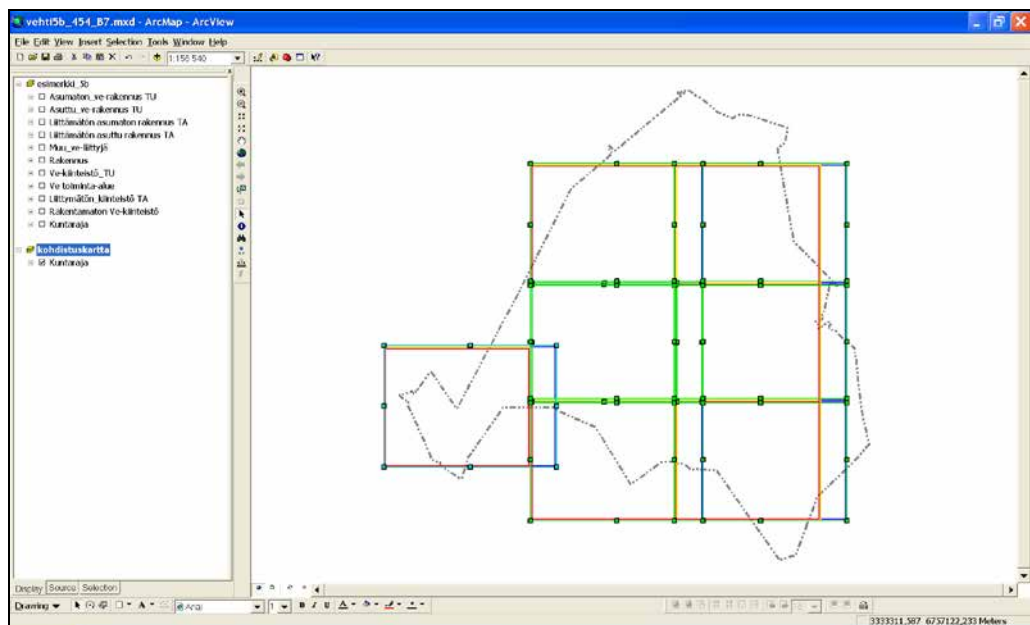 vehti5b_454_B7.mxd - ArcMap - ArcView
File Edit View Insert Selection Tools Window Help
1:156 540
esimerkki_5b
Asumaton_ve-rakennus TU
Asuttu_ve-rakennus TU
Liittämätön asumaton rakennus TA
Liittämätön asuttu rakennus TA
Muu_ve-liittyjä
Rakennus
Ve-kiinteistö_TU
Ve toiminta-alue
Liittymätön_kiinteistö TA
Rakentamaton Ve-kiinteistö
Kuntaraja
kohdistuskartta
Kuntaraja
Display Source Selection
Drawing A Arial B I U A
3333311,587 6757122,233 Meters